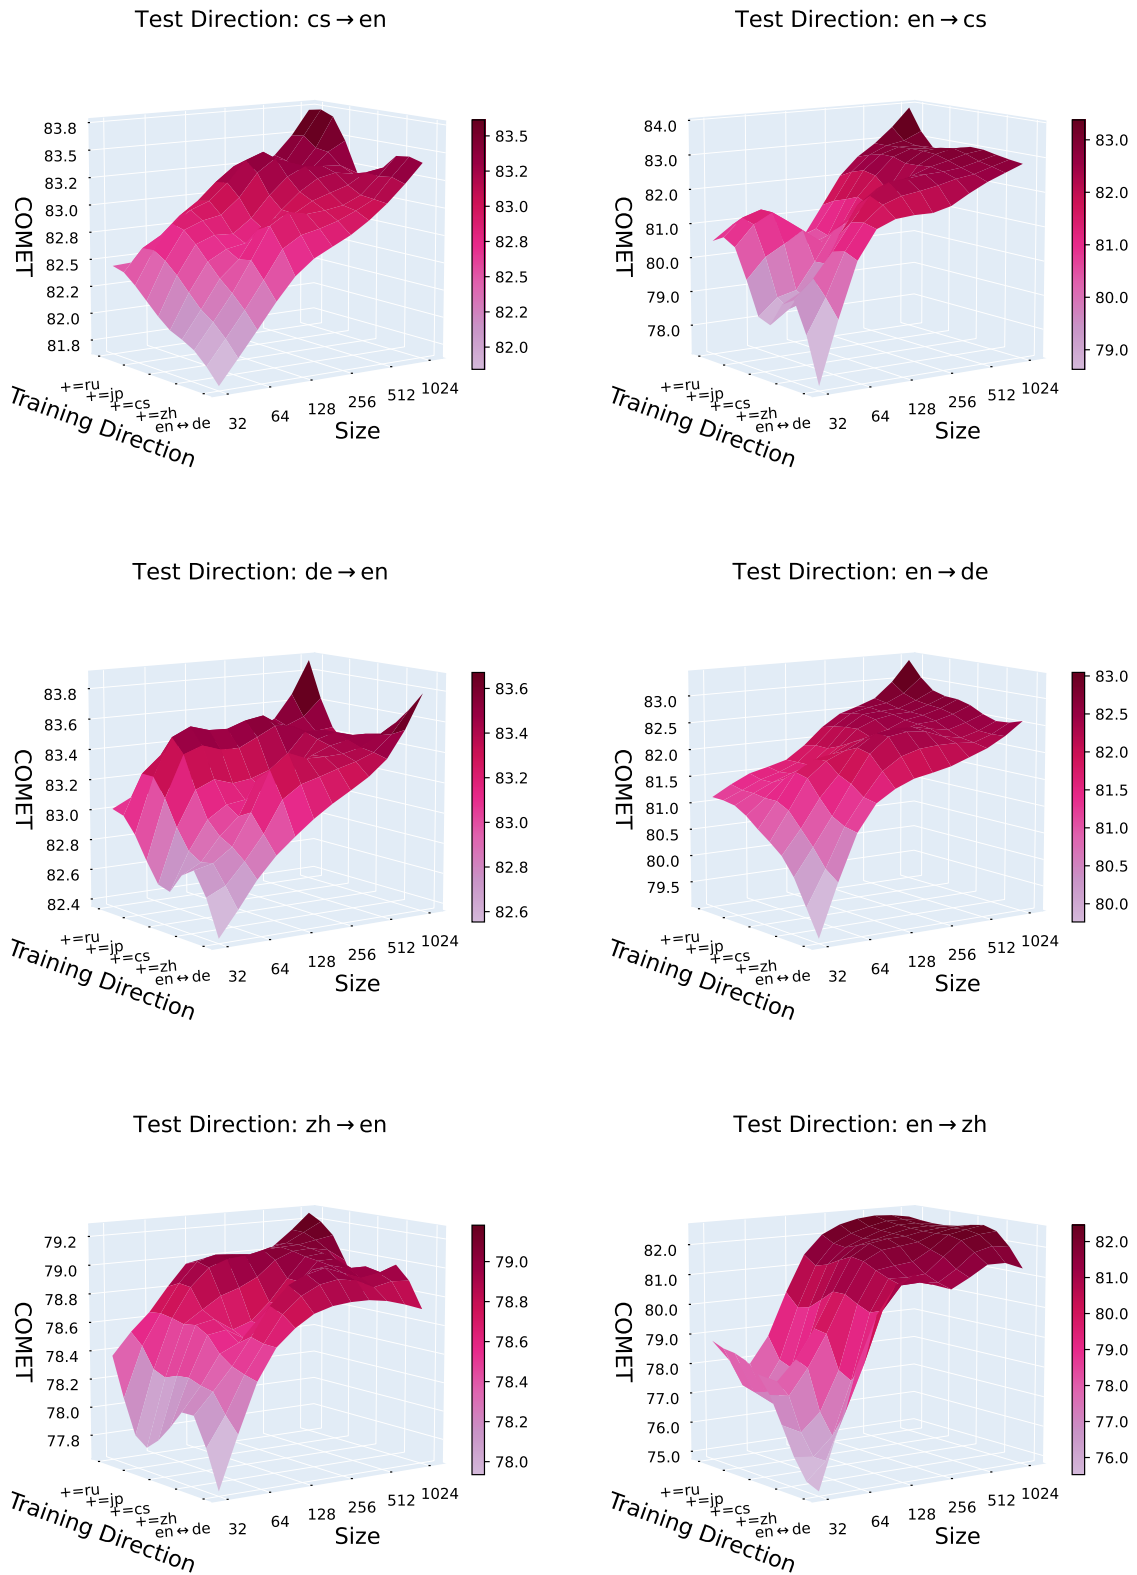 Test Direction: cs→en
83.8
83.5
83.2
83.0
82.8
82.5
82.2
82.0
81.8
COMET
+=ru
+=jp
+=cs
+=zh
en↔de
Training Direction
32
64
128
256
512
1024
Size
83.5
83.2
83.0
82.8
82.5
82.2
82.0
Test Direction: en→cs
84.0
83.0
82.0
81.0
80.0
79.0
78.0
COMET
+=ru
+=jp
+=cs
+=zh
en↔de
Training Direction
32
64
128
256
512
1024
Size
83.0
82.0
81.0
80.0
79.0
Test Direction: de→en
83.8
83.6
83.4
83.2
83.0
82.8
82.6
82.4
COMET
+=ru
+=jp
+=cs
+=zh
en↔de
Training Direction
32
64
128
256
512
1024
Size
83.6
83.4
83.2
83.0
82.8
82.6
Test Direction: en→de
83.0
82.5
82.0
81.5
81.0
80.5
80.0
79.5
COMET
+=ru
+=jp
+=cs
+=zh
en↔de
Training Direction
32
64
128
256
512
1024
Size
83.0
82.5
82.0
81.5
81.0
80.5
80.0
Test Direction: zh→en
79.2
79.0
78.8
78.6
78.4
78.2
78.0
77.8
COMET
+=ru
+=jp
+=cs
+=zh
en↔de
Training Direction
32
64
128
256
512
1024
Size
79.0
78.8
78.6
78.4
78.2
78.0
Test Direction: en→zh
82.0
81.0
80.0
79.0
78.0
77.0
76.0
75.0
COMET
+=ru
+=jp
+=cs
+=zh
en↔de
Training Direction
32
64
128
256
512
1024
Size
82.0
81.0
80.0
79.0
78.0
77.0
76.0